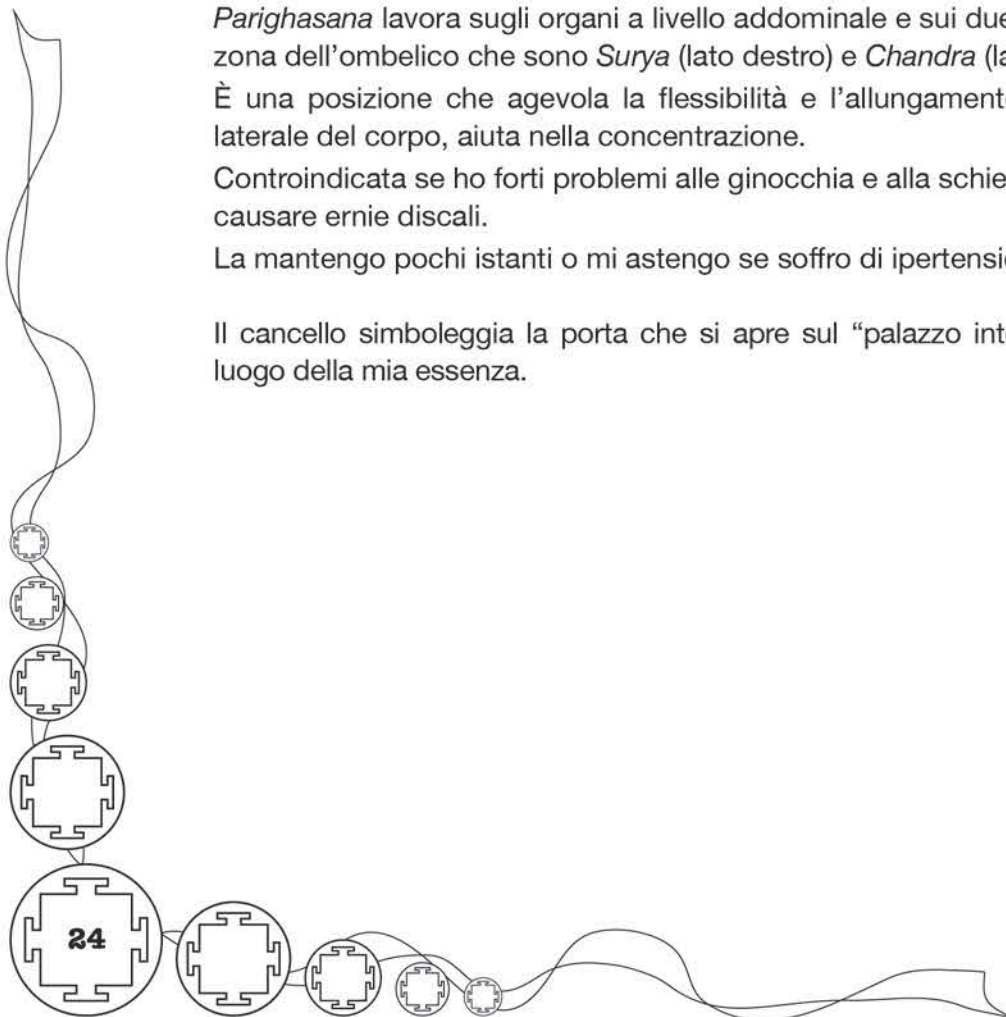 Parighasana lavora sugli organi a livello addominale e sui due
zona dell’ombelico che sono Surya (lato destro) e Chandra
È una posizione che agevola la flessibilità e l’allungament
laterale del corpo, aiuta nella concentrazione.
Controindicata se ho forti problemi alle ginocchia e alla schie
causare ernie discali.
La mantengo pochi istanti o mi astengo se soffro di ipertensi
Il cancello simboleggia la porta che si apre sul “palazzo int
luogo della mia essenza.
24